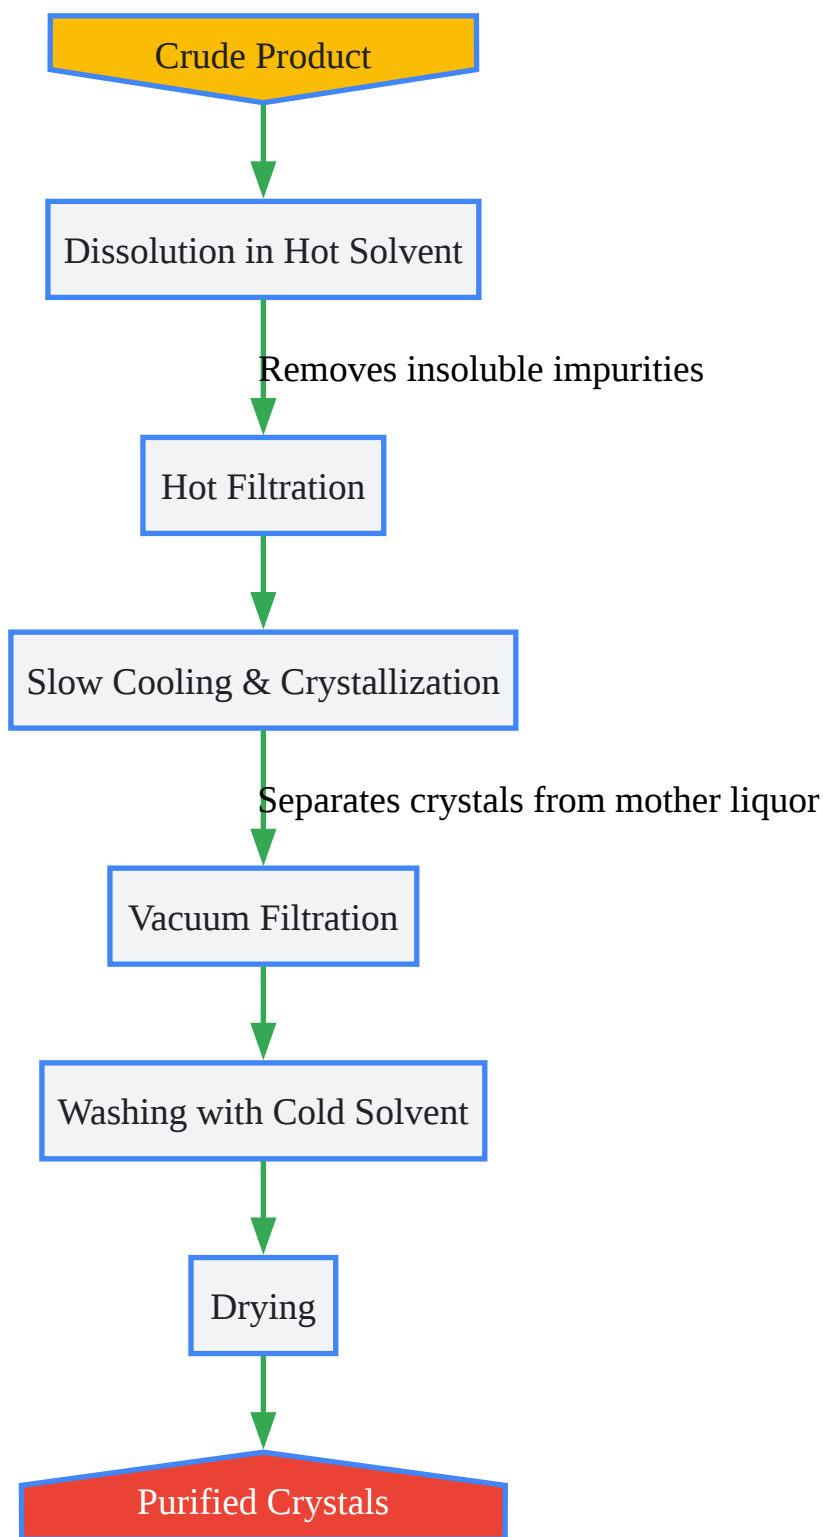 Crude Product
Dissolution in Hot Solvent
Removes insoluble impurities
Hot Filtration
Slow Cooling & Crystallization
Separates crystals from mother liquor
Vacuum Filtration
Washing with Cold Solvent
Drying
Purified Crystals